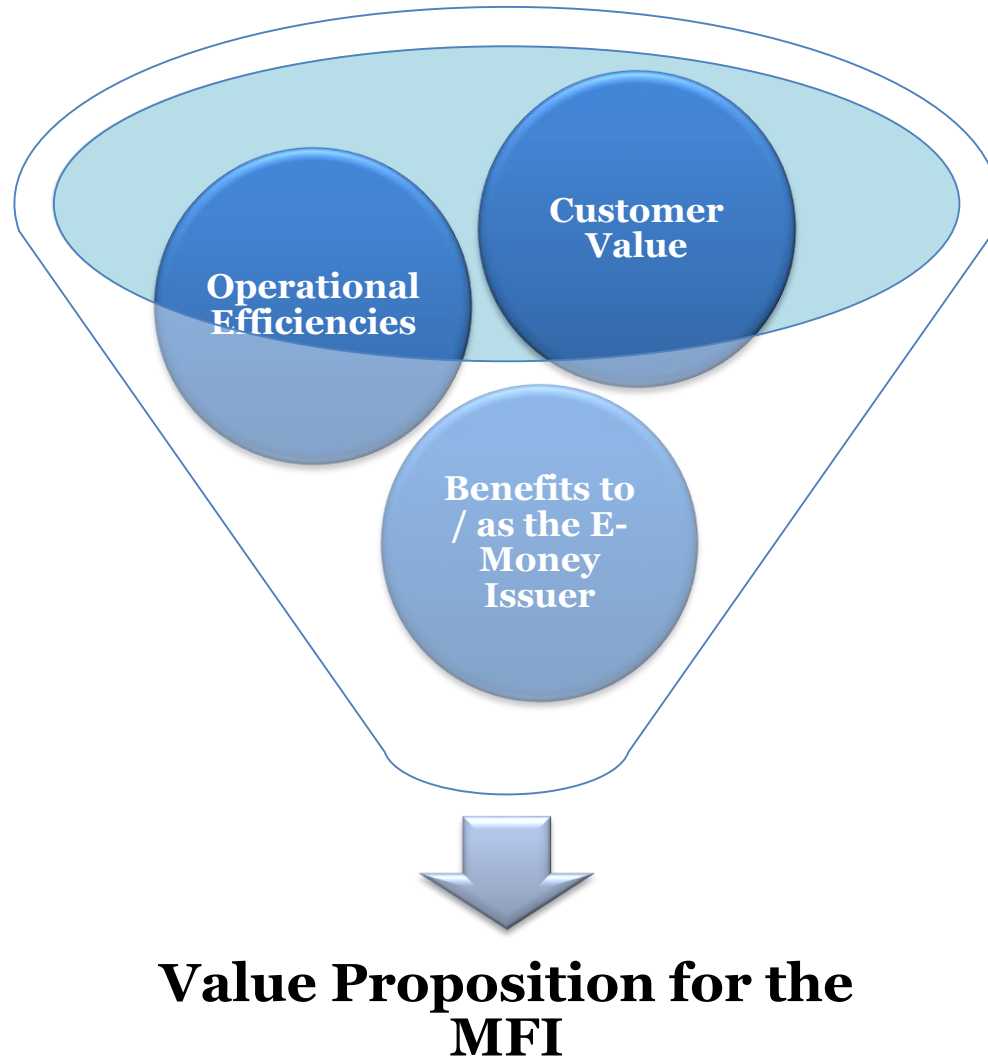 Customer
Value
Operational
Efficiencies
Benefits to
/ as the E-
Money
Issuer
Value Proposition for the
MFI